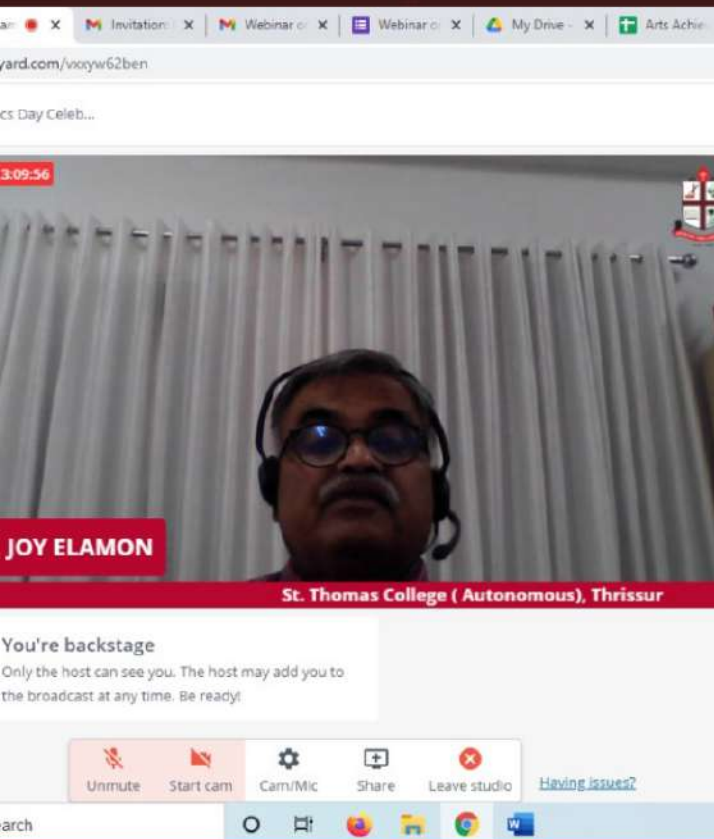 Invitation:
Webinar o
Webinar o
My Drive -
Arts Achie
yard.com/vxxyw62ben
cs Day Celeb...
3:09:56
JOY ELAMON
St. Thomas College ( Autonomous), Thrissur
You're backstage
Only the host can see you. The host may add you to
the broadcast at any time. Be ready!
Unmute
Start cam
Cam/Mic
Share
Leave studio
Having issues?
earch